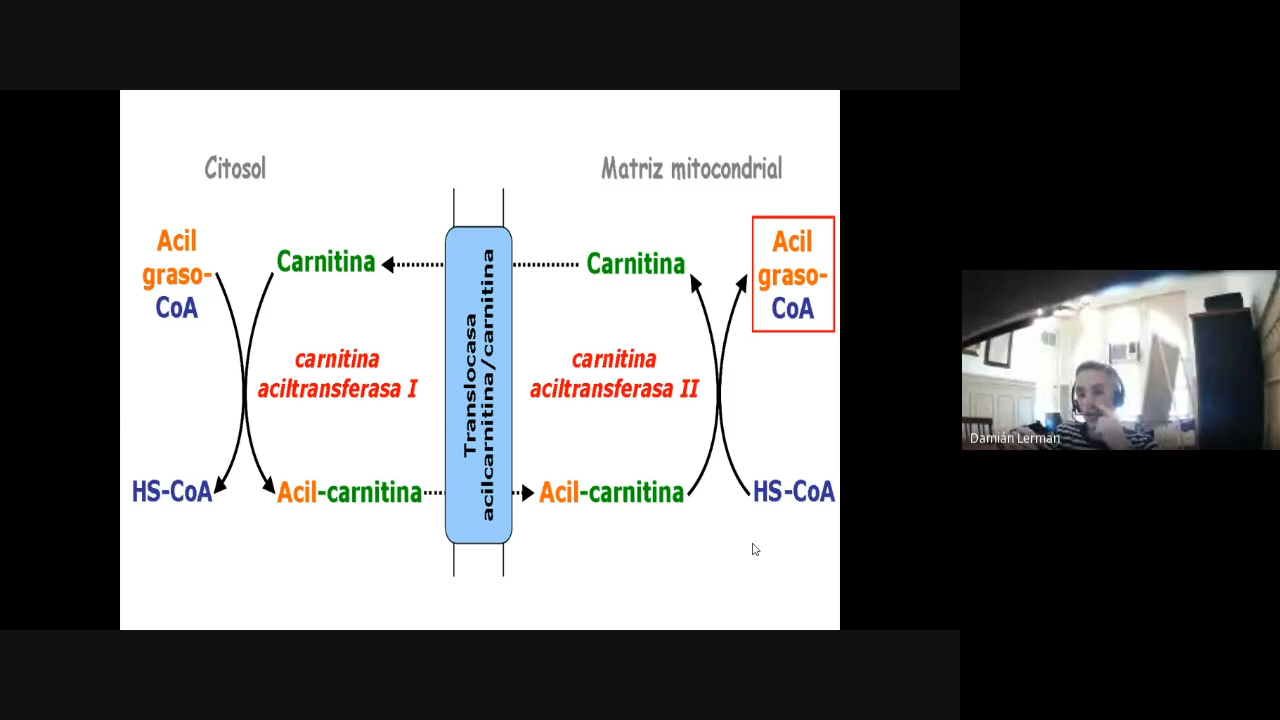 Citosol
Matriz mitocondrial
Acil
graso-
CoA
Carnitina
Carnitina
Acil
graso-
CoA
carnitina
aciltransferasa I
Translocasa
acilcarnitina/carnitina
carnitina
aciltransferasa II
HS-CoA
Acil-carnitina
Acil-carnitina
HS-CoA
Damián Lerman